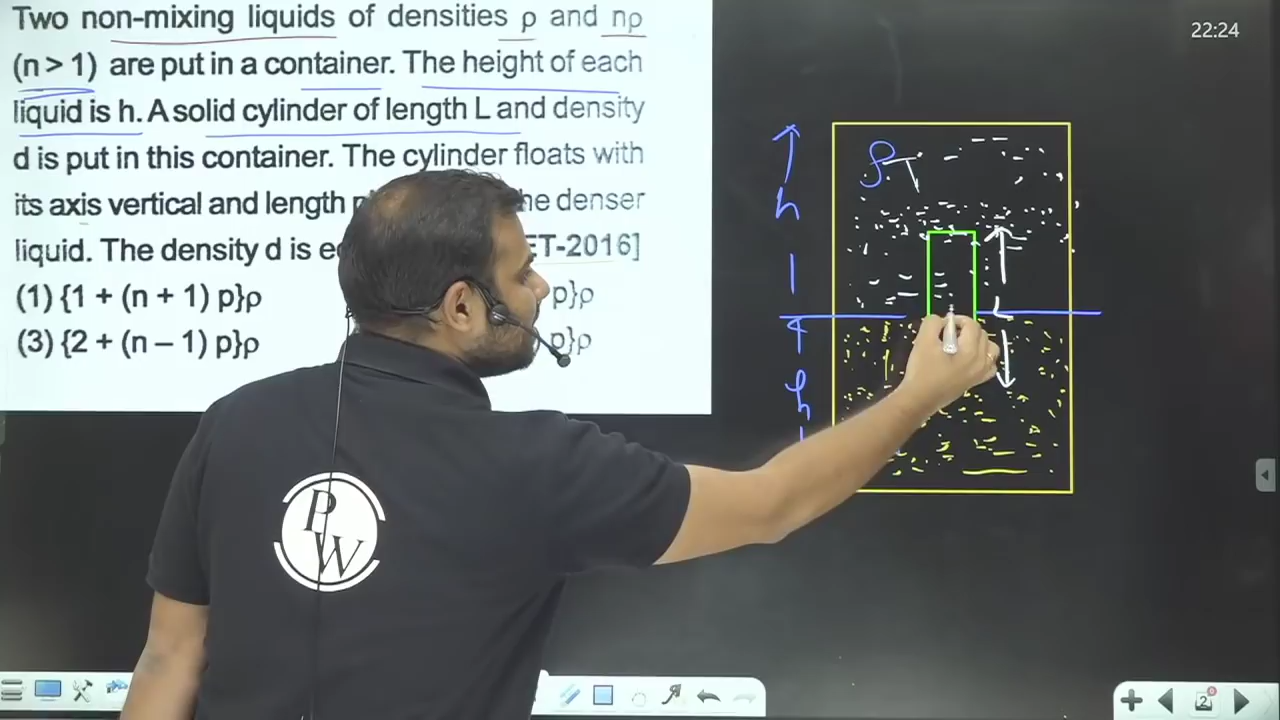 Two non-mixing liquids of densities ρ and nρ
(n > 1) are put in a container. The height of each
liquid is h. A solid cylinder of length L and density
d is put in this container. The cylinder floats with
its axis vertical and length he denser
liquid. The density d is e ET-2016]
(1) {1 + (n + 1) p}ρ p}ρ
(3) {2 + (n – 1) p}ρ p}ρ
22:24
ρ
h
L
h
P
W
2